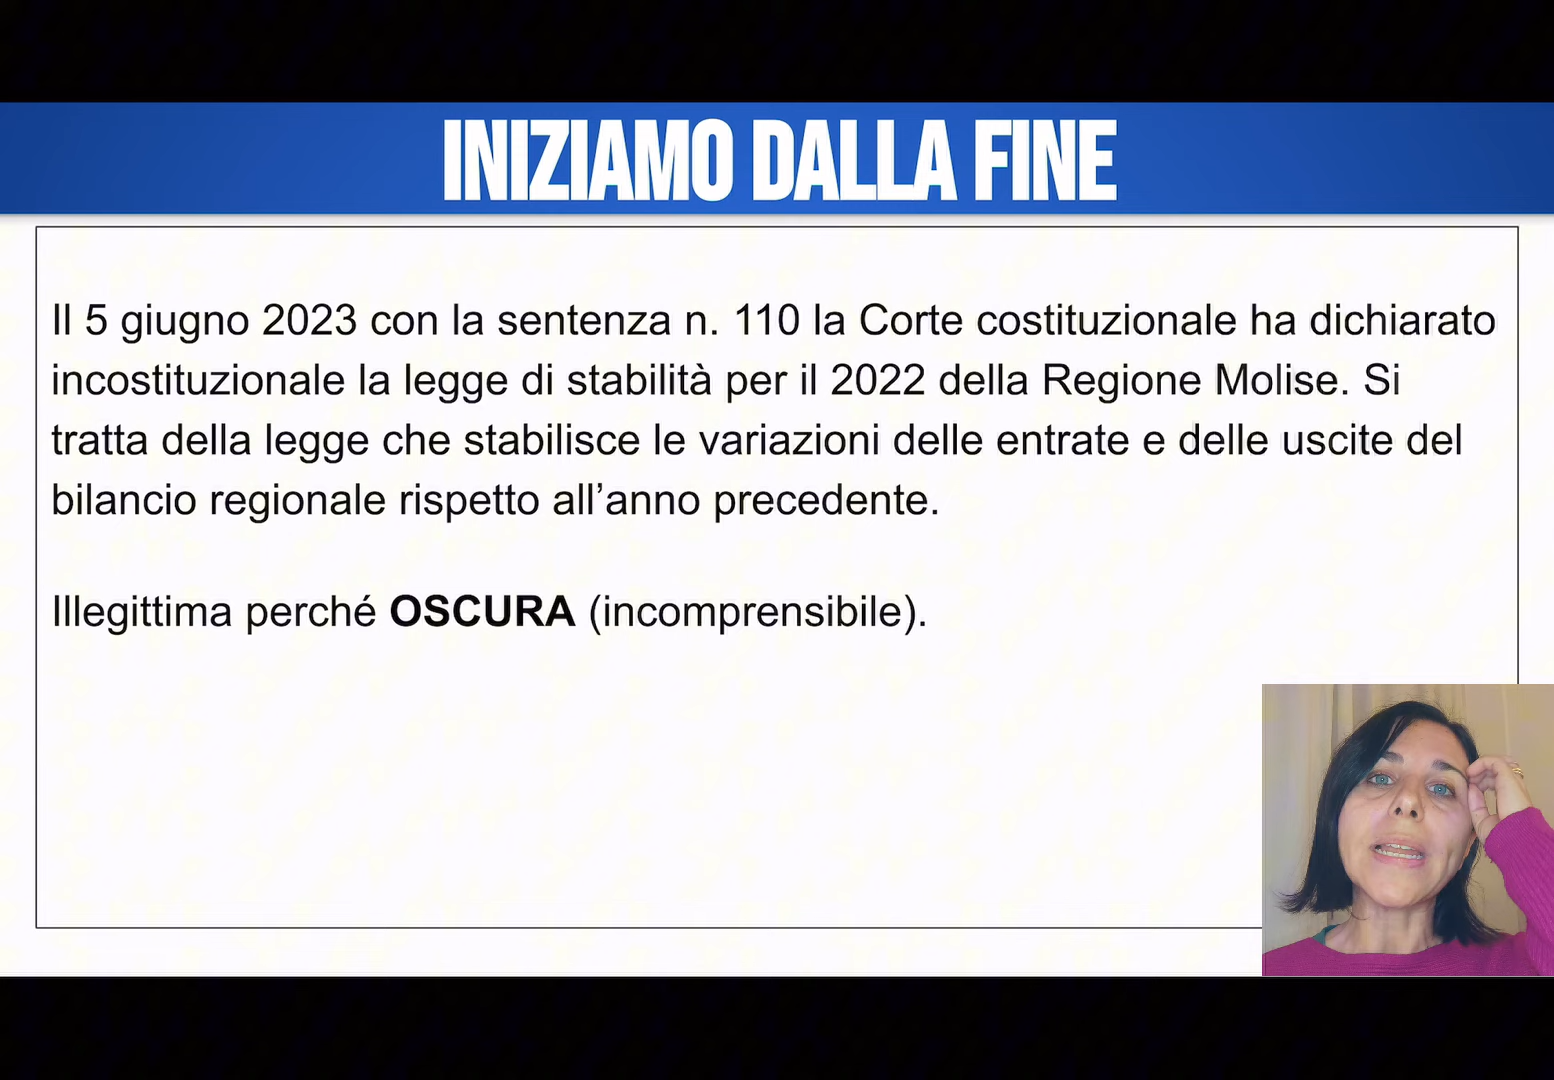 INIZIAMO DALLA FINE
Il 5 giugno 2023 con la sentenza n. 110 la Corte costituzionale ha dichiarato
incostituzionale la legge di stabilità per il 2022 della Regione Molise. Si
tratta della legge che stabilisce le variazioni delle entrate e delle uscite del
bilancio regionale rispetto all’anno precedente.
Illegittima perché OSCURA (incomprensibile).